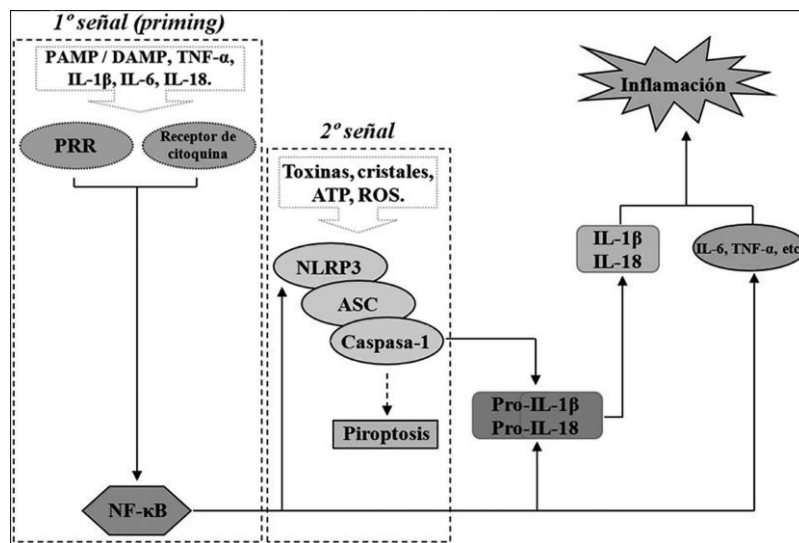 1º señal (priming)
PAMP / DAMP, TNF-α,
IL-1β, IL-6, IL-18.
PRR
Receptor de
citoquina
2º señal
Toxinas, cristales,
ATP, ROS.
NLRP3
ASC
Caspasa-1
Piroptosis
NF-κB
Pro-IL-1β
Pro-IL-18
IL-1β
IL-18
IL-6, TNF-α, etc
Inflamación